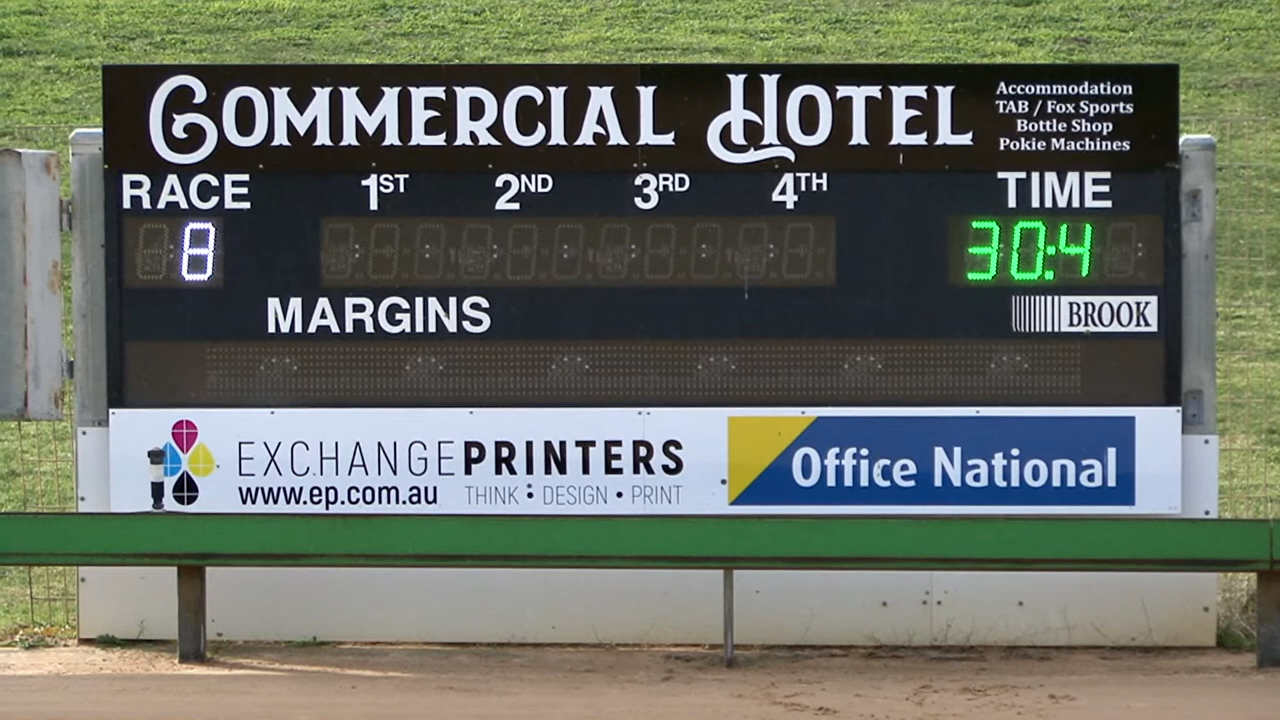 COMMERCIAL HOTEL
Accommodation
TAB / Fox Sports
Bottle Shop
Pokie Machines
RACE 1ST 2ND 3RD 4TH TIME
8 30:4
MARGINS
BROOK
EXCHANGEPRINTERS
www.ep.com.au THINK • DESIGN • PRINT
Office National